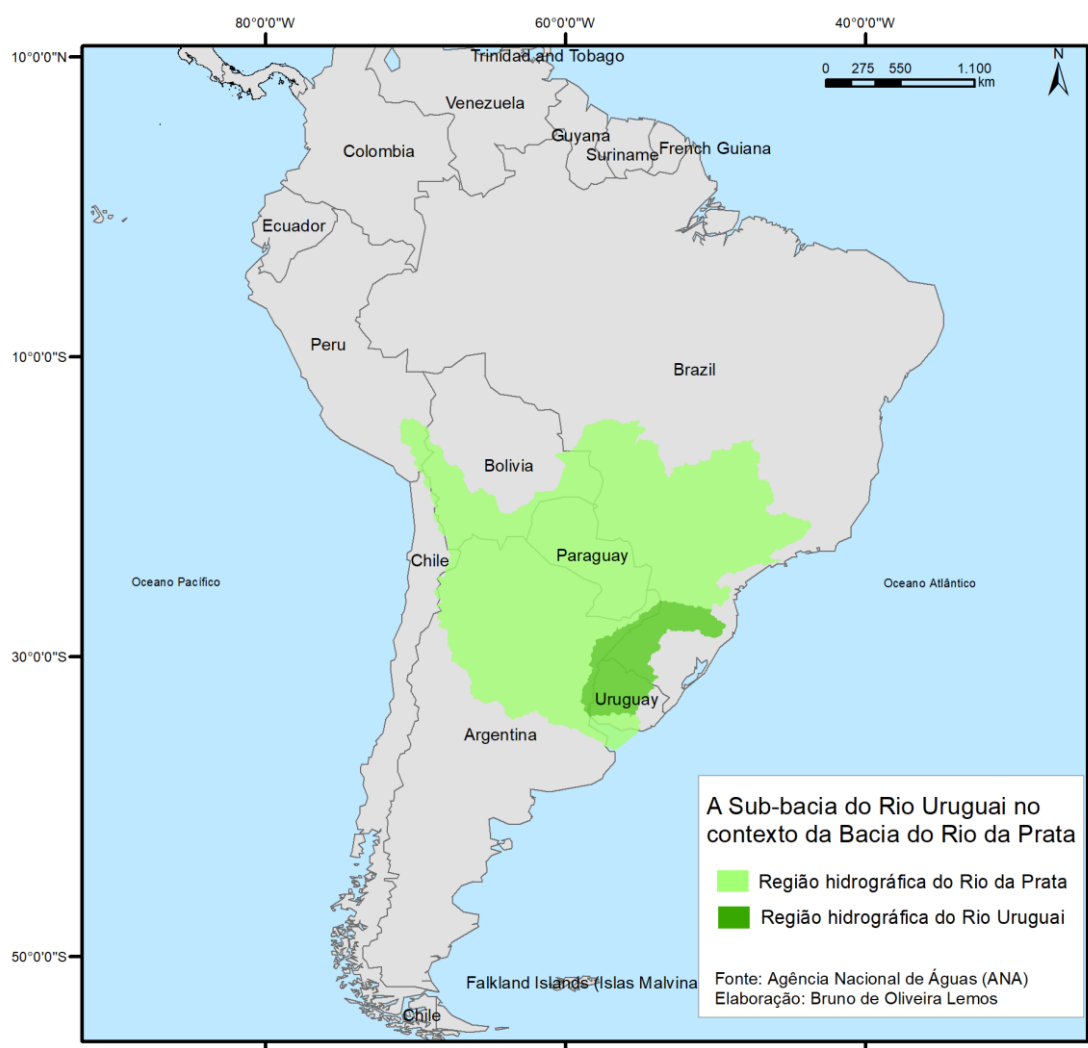 80°0'0"W
60°0'0"W
40°0'0"W
10°0'0"N
Trinidad and Tobago
0 275 550 1.100
km
N
Venezuela
Guyana
Suriname
French Guiana
Colombia
Ecuador
Peru
10°0'0"S
Brazil
Bolivia
Chile
Paraguay
Oceano Pacífico
Oceano Atlântico
30°0'0"S
Uruguay
Argentina
A Sub-bacia do Rio Uruguai no
contexto da Bacia do Rio da Prata
Região hidrográfica do Rio da Prata
Região hidrográfica do Rio Uruguai
Fonte: Agência Nacional de Águas (ANA)
Elaboração: Bruno de Oliveira Lemos
50°0'0"S
Falkland Islands (Islas Malvina
Chile